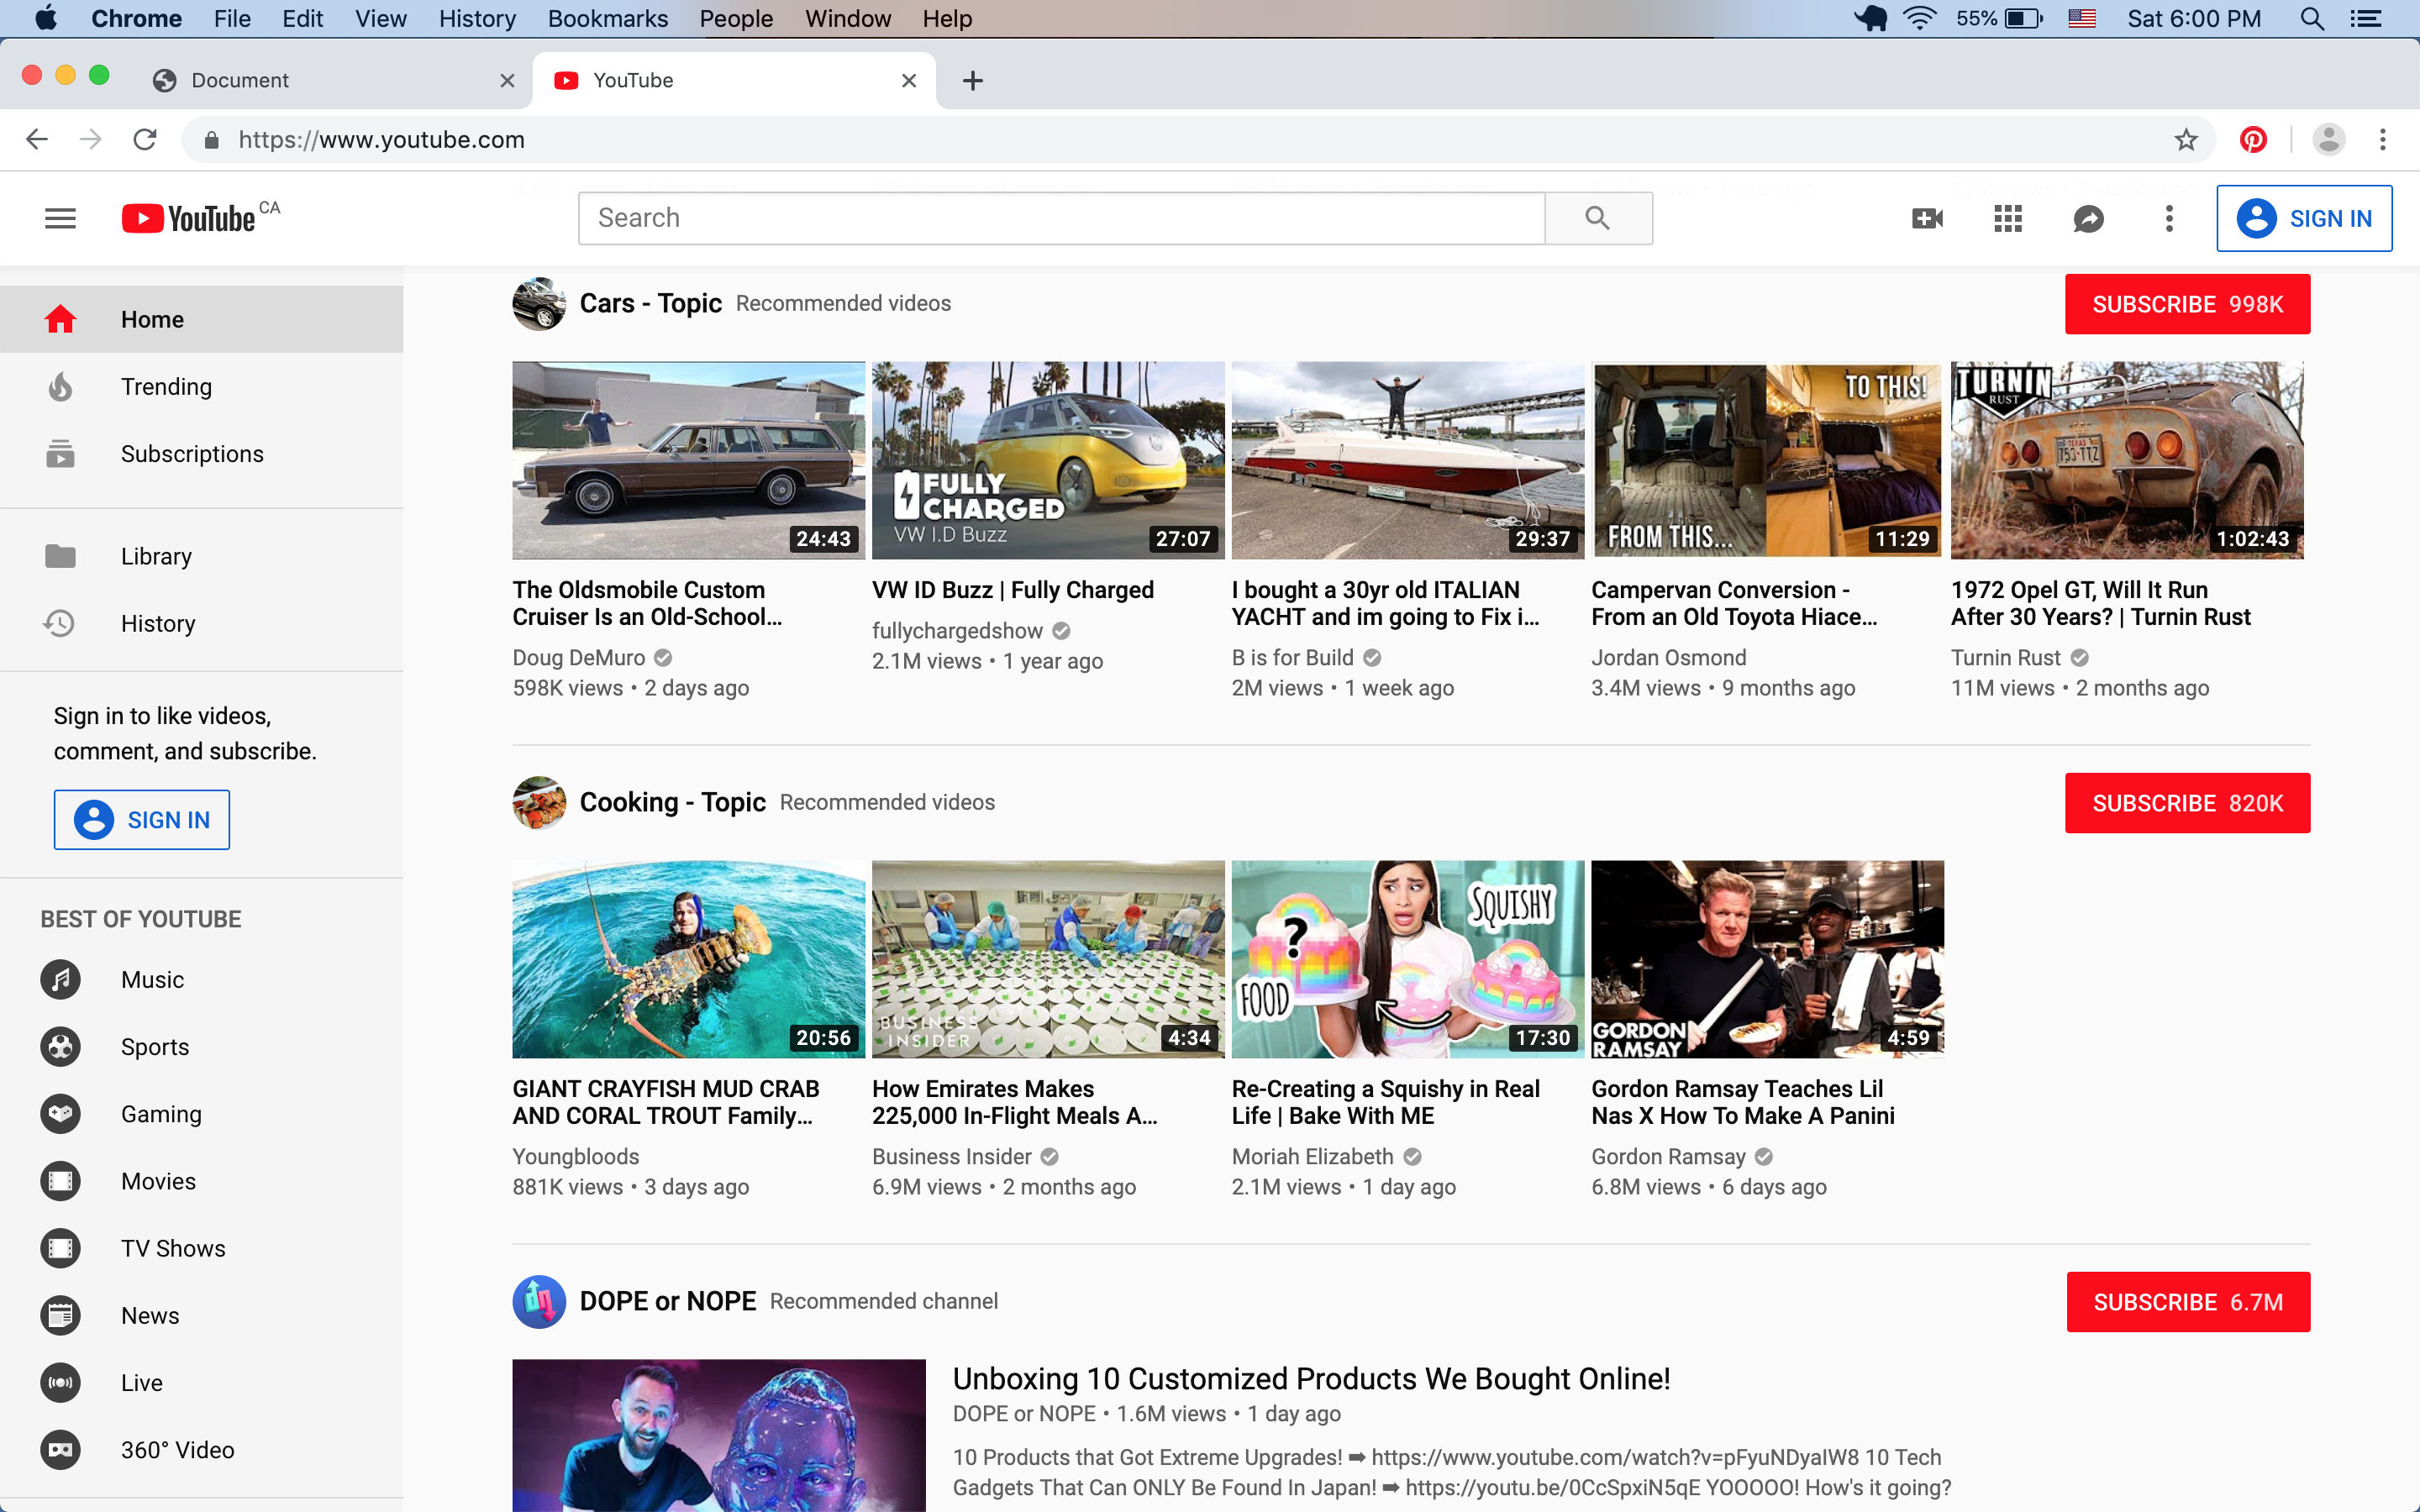 Chrome File Edit View History Bookmarks People Window Help 55% Sat 6:00 PM
Document YouTube
https://www.youtube.com
YouTube CA Search SIGN IN
Home
Trending
Subscriptions
Library
History
Sign in to like videos,
comment, and subscribe.
SIGN IN
BEST OF YOUTUBE
Music
Sports
Gaming
Movies
TV Shows
News
Live
360° Video
Cars - Topic Recommended videos SUBSCRIBE 998K
24:43
The Oldsmobile Custom
Cruiser Is an Old-School...
Doug DeMuro
598K views • 2 days ago
FULLY
CHARGED
VW I.D Buzz
27:07
VW ID Buzz | Fully Charged
fullychargedshow
2.1M views • 1 year ago
29:37
I bought a 30yr old ITALIAN
YACHT and im going to Fix i...
B is for Build
2M views • 1 week ago
TO THIS!
FROM THIS...
11:29
Campervan Conversion -
From an Old Toyota Hiace...
Jordan Osmond
3.4M views • 9 months ago
TURNIN
RUST
TEXAS
753-TTZ
1:02:43
1972 Opel GT, Will It Run
After 30 Years? | Turnin Rust
Turnin Rust
11M views • 2 months ago
Cooking - Topic Recommended videos SUBSCRIBE 820K
20:56
GIANT CRAYFISH MUD CRAB
AND CORAL TROUT Family...
Youngbloods
881K views • 3 days ago
BUSINESS
INSIDER
4:34
How Emirates Makes
225,000 In-Flight Meals A...
Business Insider
6.9M views • 2 months ago
SQUISHY
?
FOOD
17:30
Re-Creating a Squishy in Real
Life | Bake With ME
Moriah Elizabeth
2.1M views • 1 day ago
GORDON
RAMSAY
4:59
Gordon Ramsay Teaches Lil
Nas X How To Make A Panini
Gordon Ramsay
6.8M views • 6 days ago
DOPE or NOPE Recommended channel SUBSCRIBE 6.7M
Unboxing 10 Customized Products We Bought Online!
DOPE or NOPE • 1.6M views • 1 day ago
10 Products that Got Extreme Upgrades! ➡ https://www.youtube.com/watch?v=pFyuNDyaIW8 10 Tech
Gadgets That Can ONLY Be Found In Japan! ➡ https://youtu.be/0CcSpxiN5qE YOOOOO! How's it going?